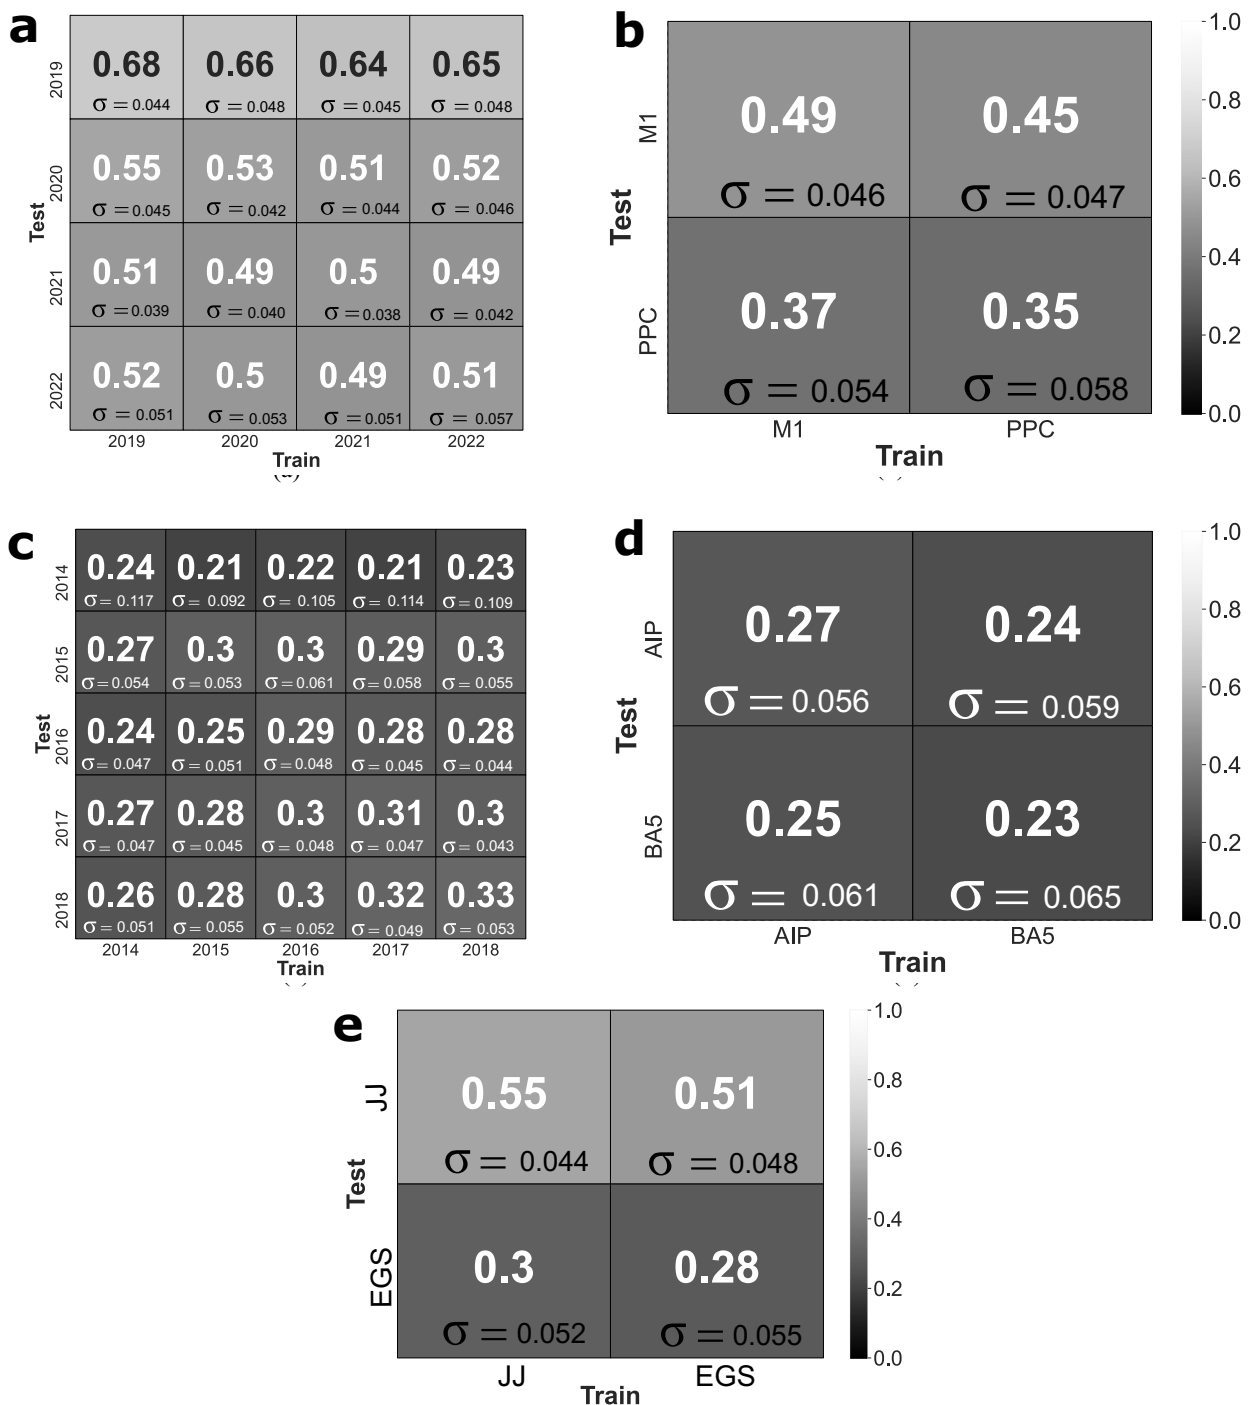 a
0.68 0.66 0.64 0.65
σ = 0.044 σ = 0.048 σ = 0.045 σ = 0.048
2019
0.55 0.53 0.51 0.52
σ = 0.045 σ = 0.042 σ = 0.044 σ = 0.046
2020
Test
0.51 0.49 0.5 0.49
σ = 0.039 σ = 0.040 σ = 0.038 σ = 0.042
2021
0.52 0.5 0.49 0.51
σ = 0.051 σ = 0.053 σ = 0.051 σ = 0.057
2022
2019 2020 2021 2022
Train
b
0.49 0.45
σ = 0.046 σ = 0.047
M1
Test
0.37 0.35
σ = 0.054 σ = 0.058
PPC
M1 PPC
Train
1.0
0.8
0.6
0.4
0.2
0.0
c
0.24 0.21 0.22 0.21 0.23
σ = 0.117 σ = 0.092 σ = 0.105 σ = 0.114 σ = 0.109
2014
0.27 0.3 0.3 0.29 0.3
σ = 0.054 σ = 0.053 σ = 0.061 σ = 0.058 σ = 0.055
2015
0.24 0.25 0.29 0.28 0.28
σ = 0.047 σ = 0.051 σ = 0.048 σ = 0.045 σ = 0.044
2016
Test
0.27 0.28 0.3 0.31 0.3
σ = 0.047 σ = 0.045 σ = 0.048 σ = 0.047 σ = 0.043
2017
0.26 0.28 0.3 0.32 0.33
σ = 0.051 σ = 0.055 σ = 0.052 σ = 0.049 σ = 0.053
2018
2014 2015 2016 2017 2018
Train
d
0.27 0.24
σ = 0.056 σ = 0.059
AIP
Test
0.25 0.23
σ = 0.061 σ = 0.065
BA5
AIP BA5
Train
1.0
0.8
0.6
0.4
0.2
0.0
e
0.55 0.51
σ = 0.044 σ = 0.048
JJ
Test
0.3 0.28
σ = 0.052 σ = 0.055
EGS
JJ EGS
Train
1.0
0.8
0.6
0.4
0.2
0.0